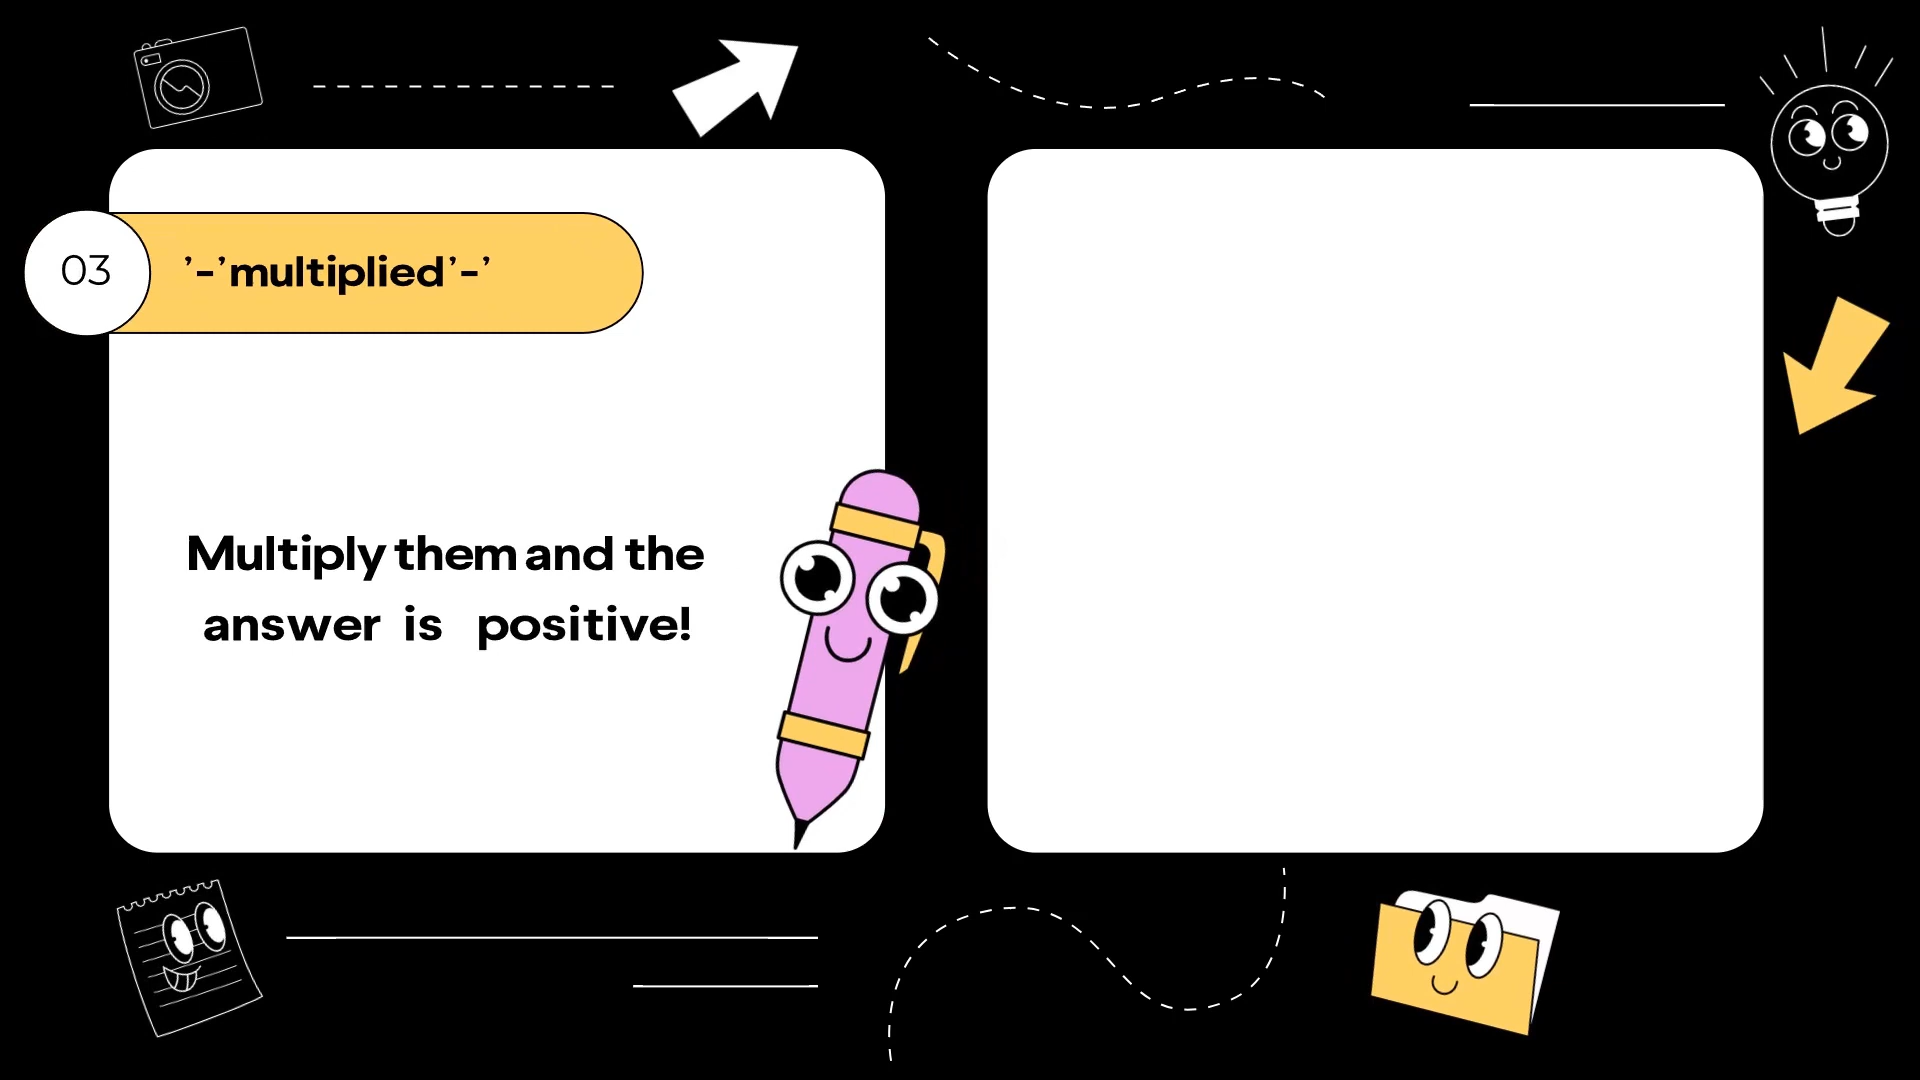 03
’-’multiplied’-’
Multiply them and the
answer is positive!